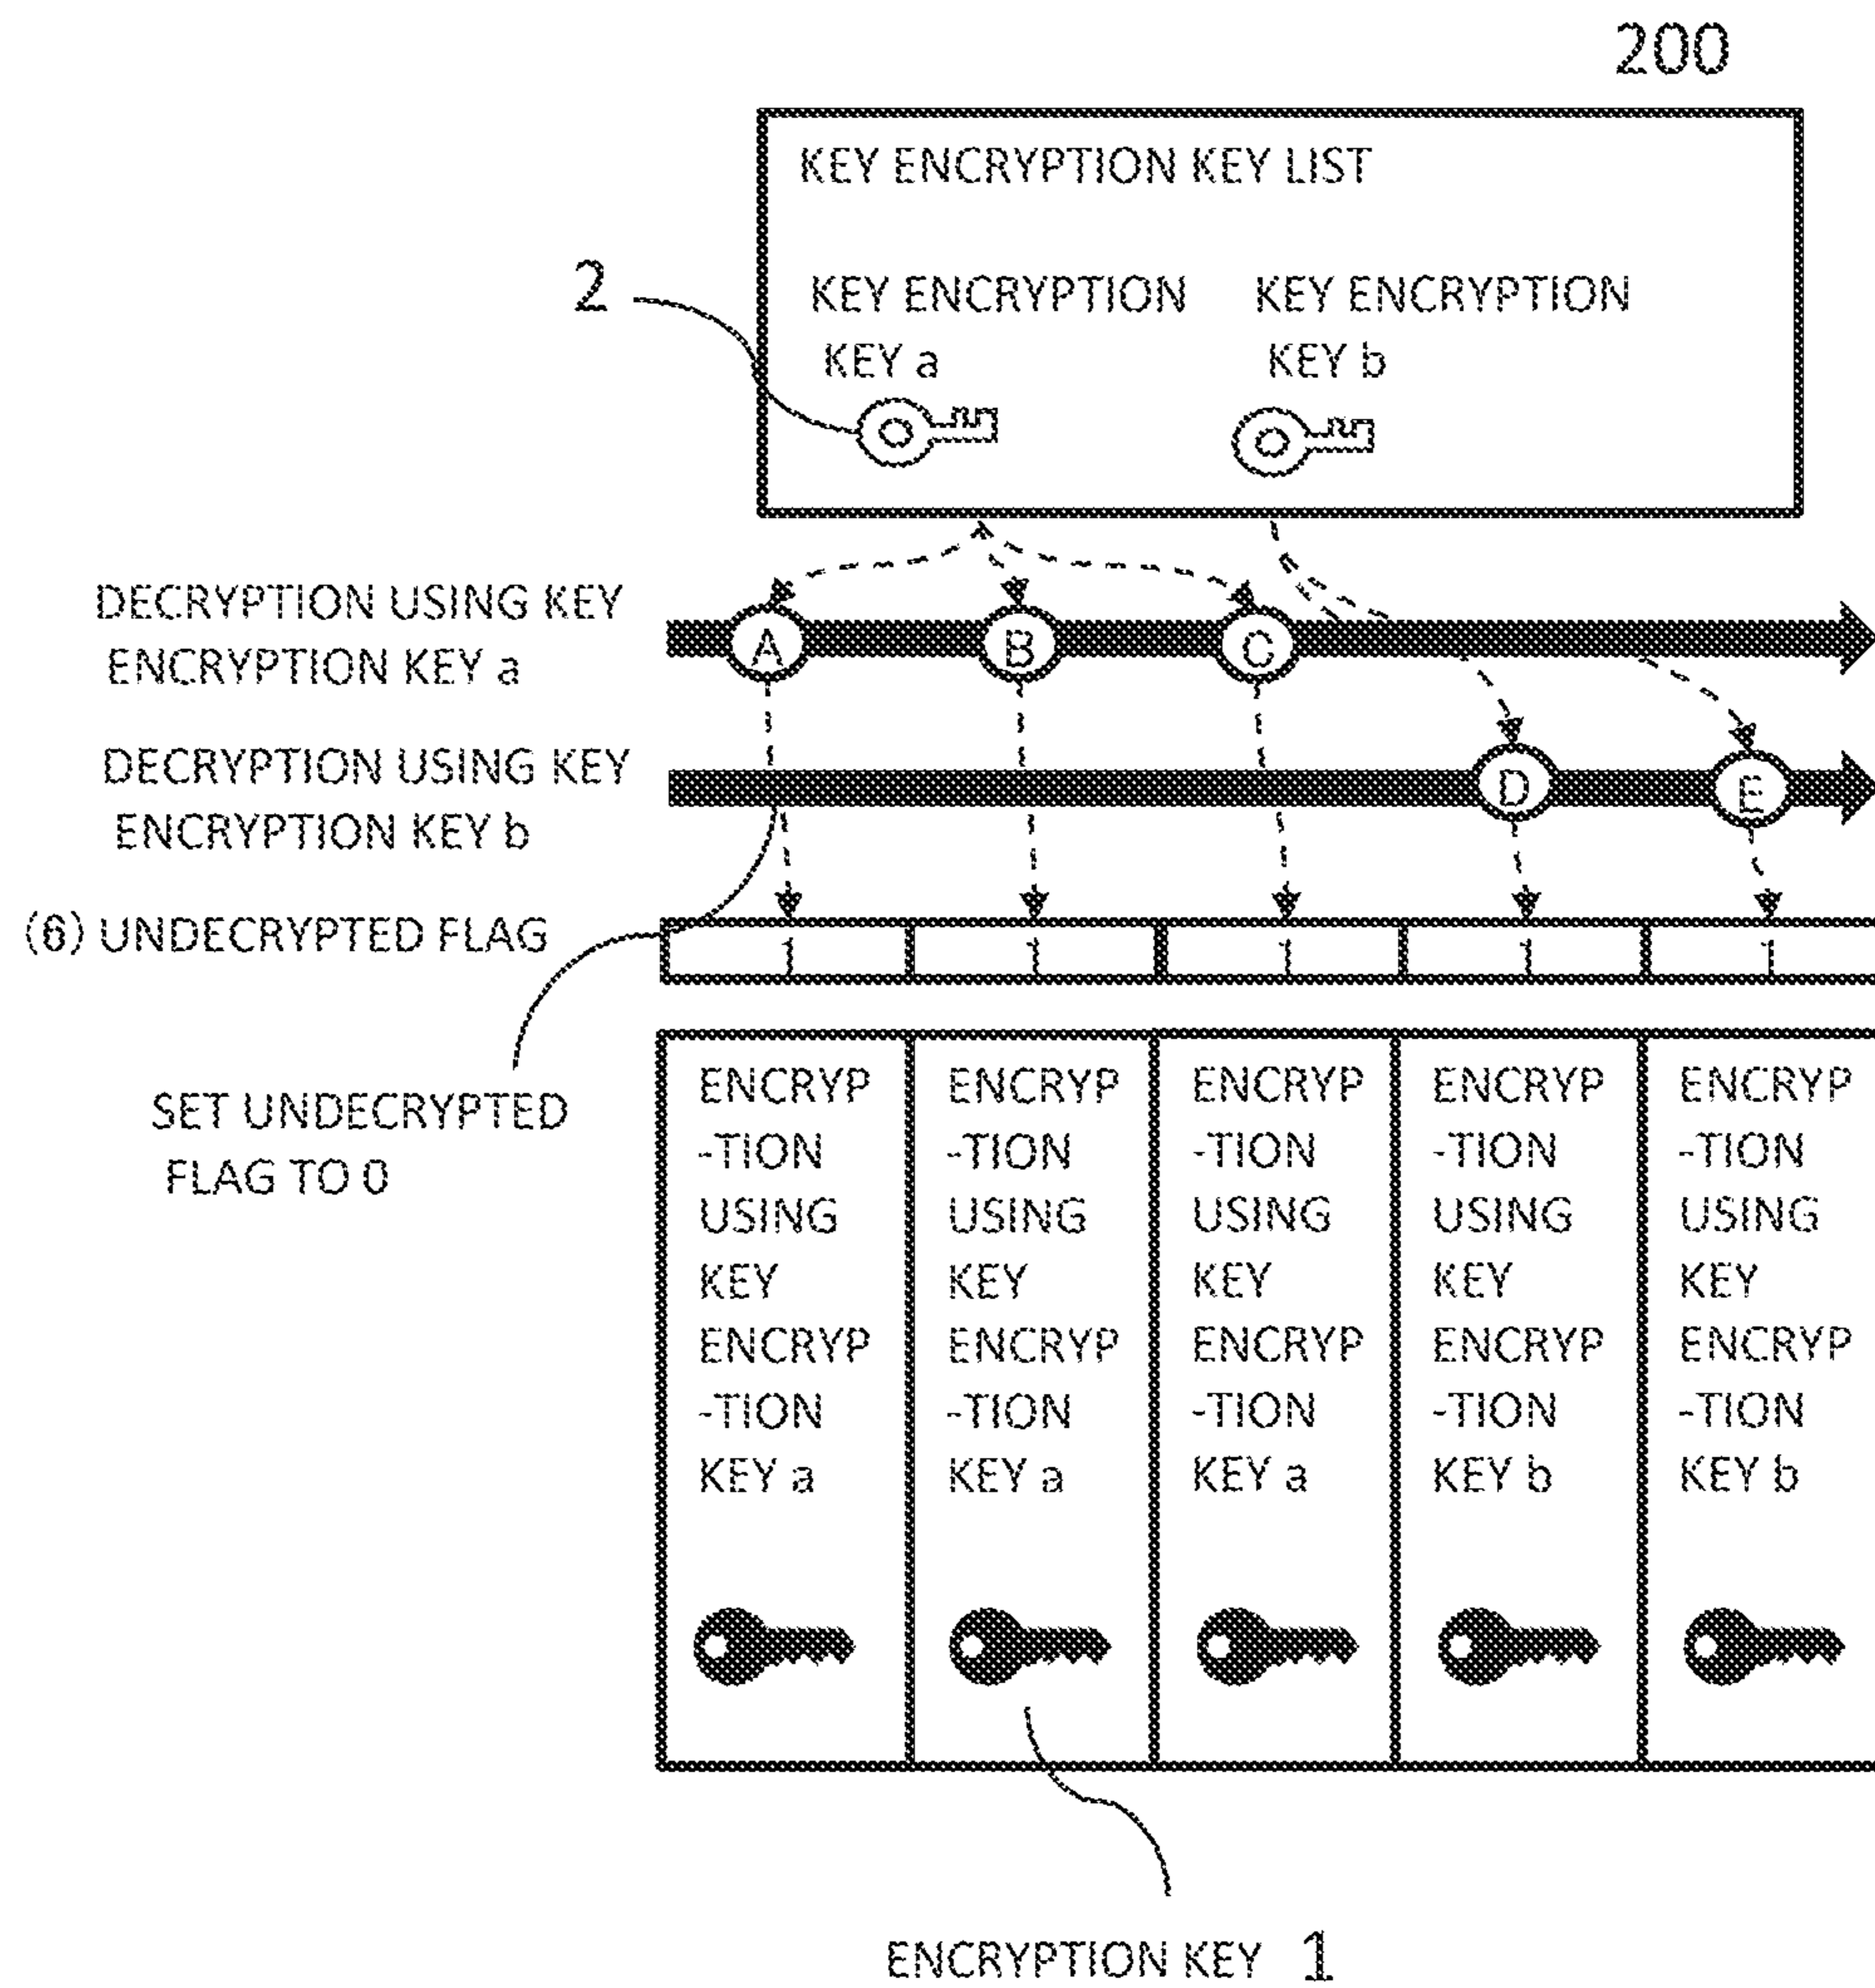 200
KEY ENCRYPTION KEY LIST
2
KEY ENCRYPTION
KEY a
KEY ENCRYPTION
KEY b
DECRYPTION USING KEY
ENCRYPTION KEY a
A
B
C
DECRYPTION USING KEY
ENCRYPTION KEY b
D
E
(6) UNDECRYPTED FLAG
1
1
1
1
1
SET UNDECRYPTED
FLAG TO 0
ENCRYP
-TION
USING
KEY
ENCRYP
-TION
KEY a
ENCRYP
-TION
USING
KEY
ENCRYP
-TION
KEY a
ENCRYP
-TION
USING
KEY
ENCRYP
-TION
KEY a
ENCRYP
-TION
USING
KEY
ENCRYP
-TION
KEY b
ENCRYP
-TION
USING
KEY
ENCRYP
-TION
KEY b
ENCRYPTION KEY 1